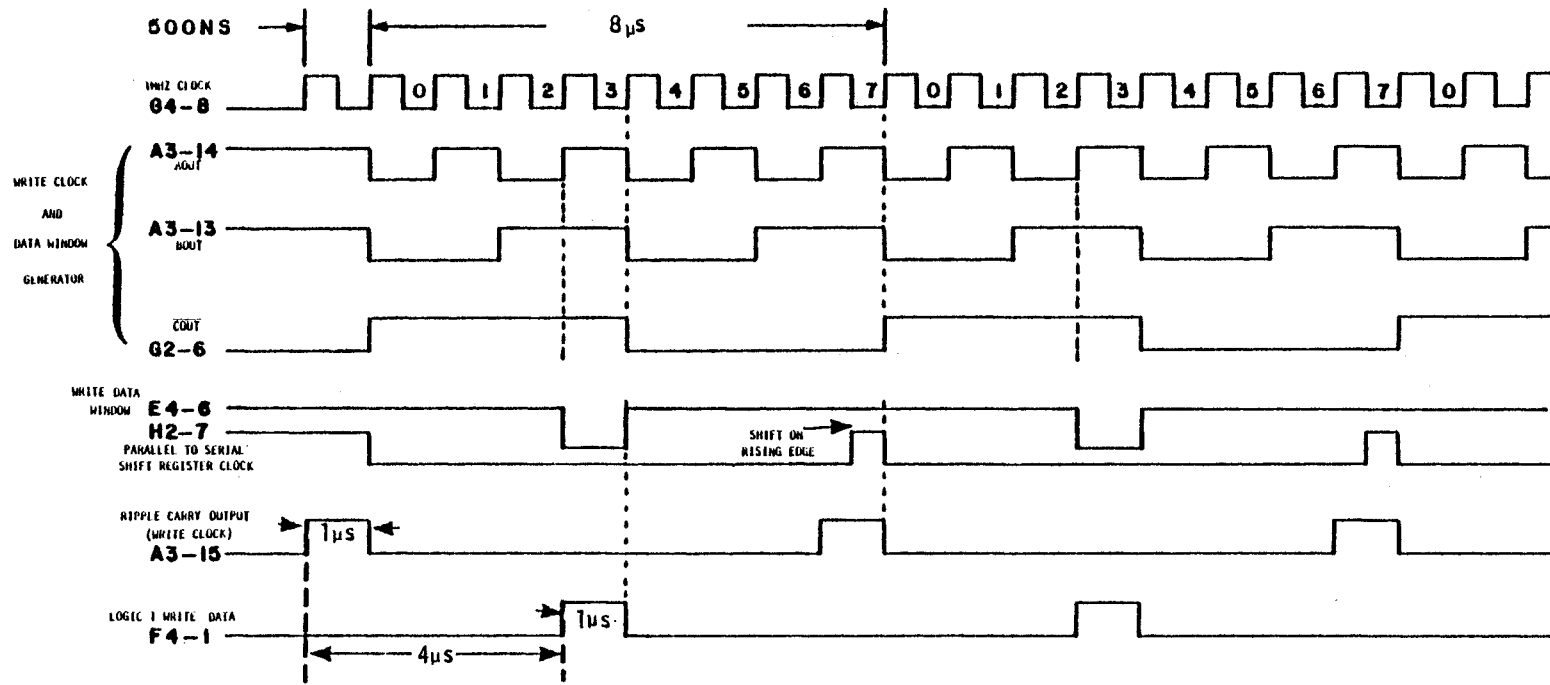 500NS
8µs
1MHZ CLOCK
G4-8
0 1 2 3 4 5 6 7 0 1 2 3 4 5 6 7 0
A3-14
AOUT
WRITE CLOCK
AND
DATA WINDOW
GENERATOR
A3-13
BOUT
COUT
G2-6
WRITE DATA
WINDOW E4-6
H2-7
PARALLEL TO SERIAL
SHIFT REGISTER CLOCK
SHIFT ON
RISING EDGE
RIPPLE CARRY OUTPUT
(WRITE CLOCK)
A3-15
1µs
LOGIC 1 WRITE DATA
F4-1
1µs
4µs